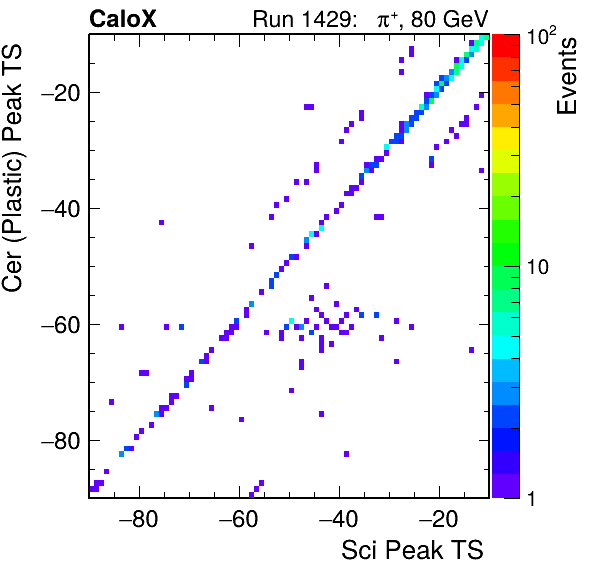 CaloX Run 1429: π⁺, 80 GeV
Cer (Plastic) Peak TS
−20
−40
−60
−80
−80 −60 −40 −20
Sci Peak TS
10²
10
1
Events